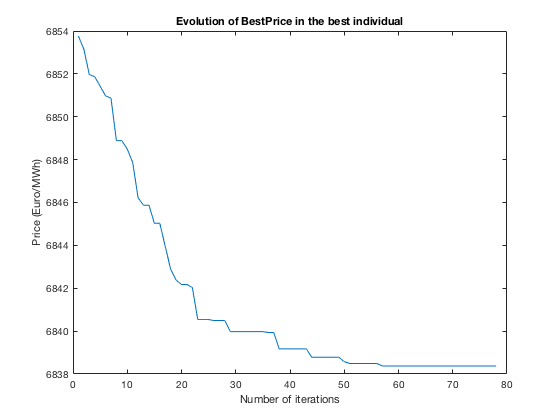 Evolution of BestPrice in the best individual
6854
6852
6850
6848
6846
6844
6842
6840
6838
Price (Euro/MWh)
0 10 20 30 40 50 60 70 80
Number of iterations